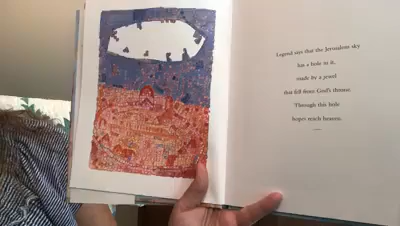 Legend says that the Jerusalem sky
has a hole in it,
made by a jewel
that fell from God's throne.
Through this hole
hopes reach heaven.